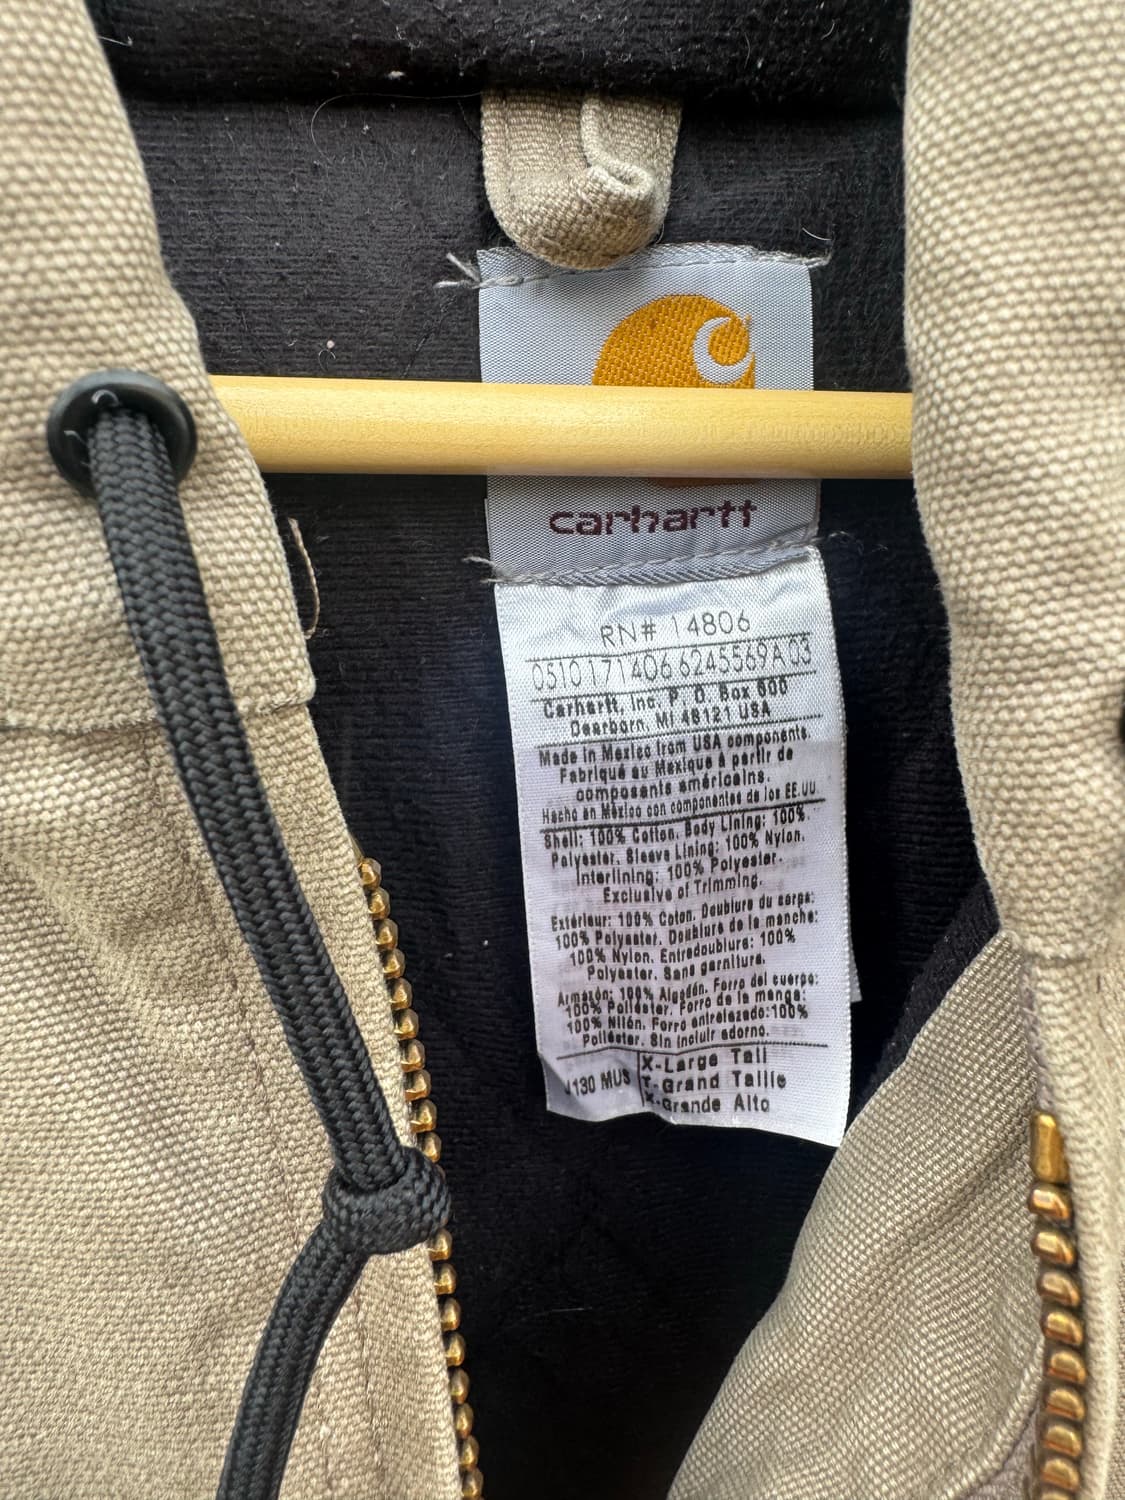 carhartt
RN# 14806
0510171406 6245569A 03
Carhartt, Inc. P. O. Box 600
Dearborn, MI 48121 USA
Made in Mexico from USA components.
Fabriqué au Mexique à partir de
composants américains.
Hecho en México con componentes de los EE.UU.
Shell: 100% Cotton. Body Lining: 100%
Polyester. Sleeve Lining: 100% Nylon.
Interlining: 100% Polyester.
Exclusive of Trimming.
Extérieur: 100% Coton. Doublure du corps:
100% Polyester. Doublure de la manche:
100% Nylon. Entredoublure: 100%
Polyester. Sans garniture.
Armazón: 100% Algodón. Forro del cuerpo:
100% Poliéster. Forro de la manga:
100% Nilón. Forro entrelazado:100%
Poliéster. Sin incluir adorno.
J130 MUS
X-Large Tall
T-Grand Taille
X-Grande Alto